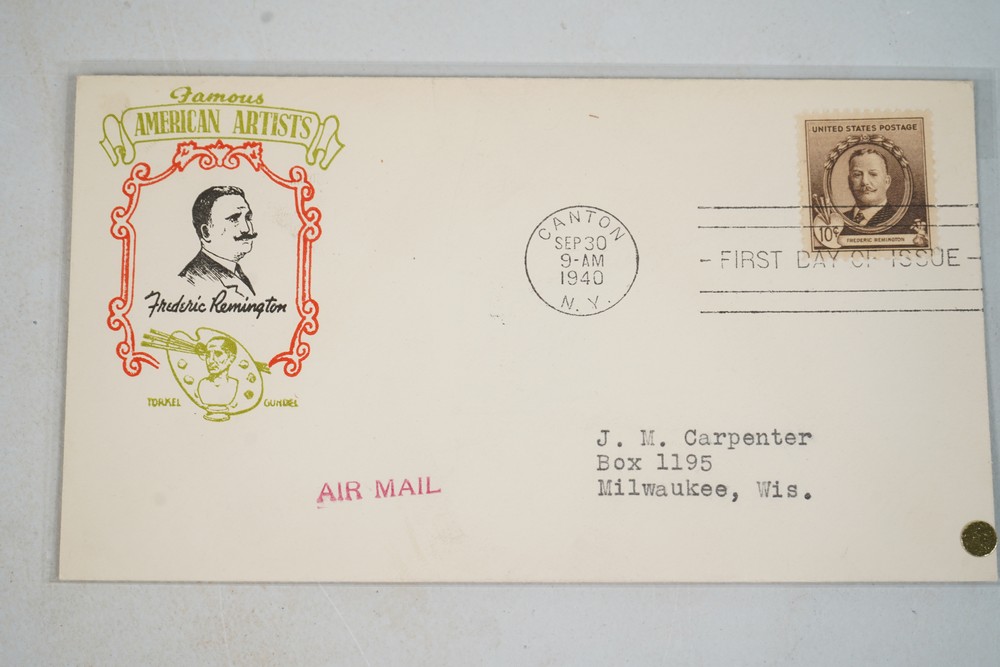 Famous
AMERICAN ARTISTS
Frederic Remington
TORKEL GUNDEL
AIR MAIL
CANTON
SEP 30
9-AM
1940
N.Y.
UNITED STATES POSTAGE
10¢
FREDERIC REMINGTON
- FIRST DAY OF ISSUE -
J. M. Carpenter
Box 1195
Milwaukee, Wis.